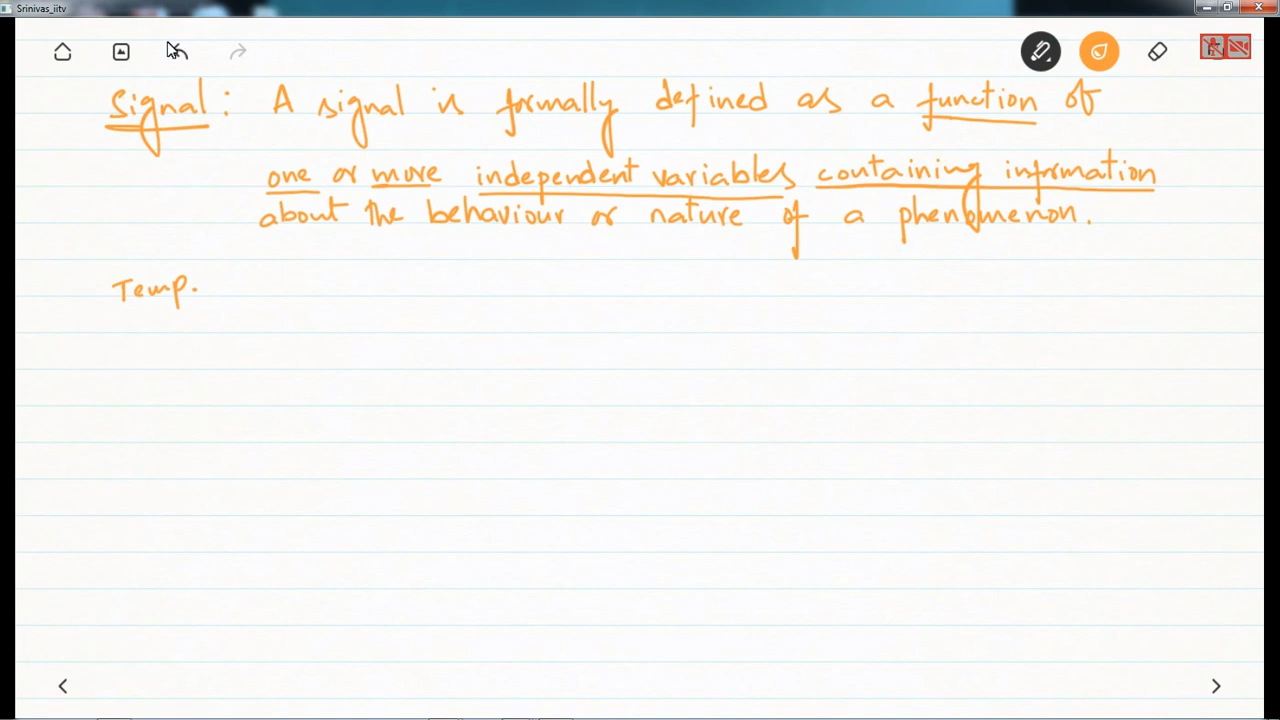 Srinivas_iitv
Signal : A signal is formally defined as a function of
one or more independent variables containing information
about the behaviour or nature of a phenomenon.
Temp.